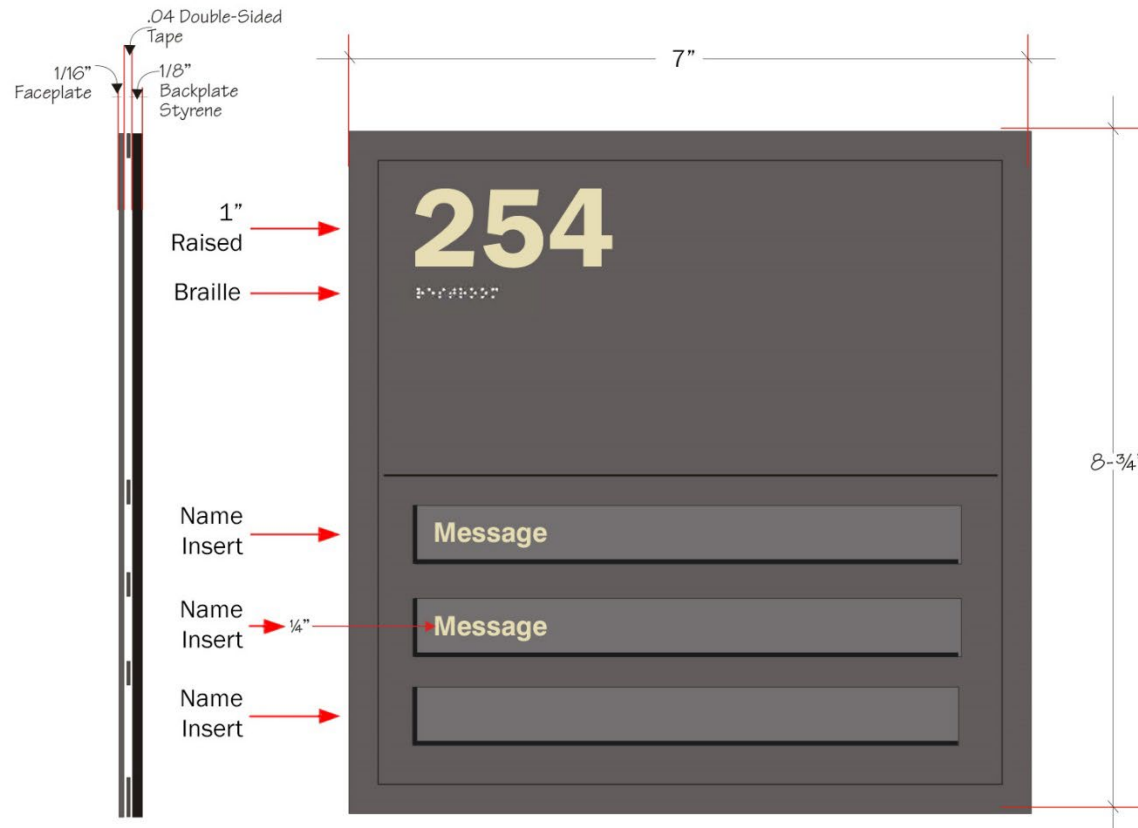 .04 Double-Sided
Tape
1/16"
Faceplate
1/8"
Backplate
Styrene
7"
1"
Raised
254
Braille
8-¾"
Name
Insert
Message
Name
Insert
¼"
Message
Name
Insert